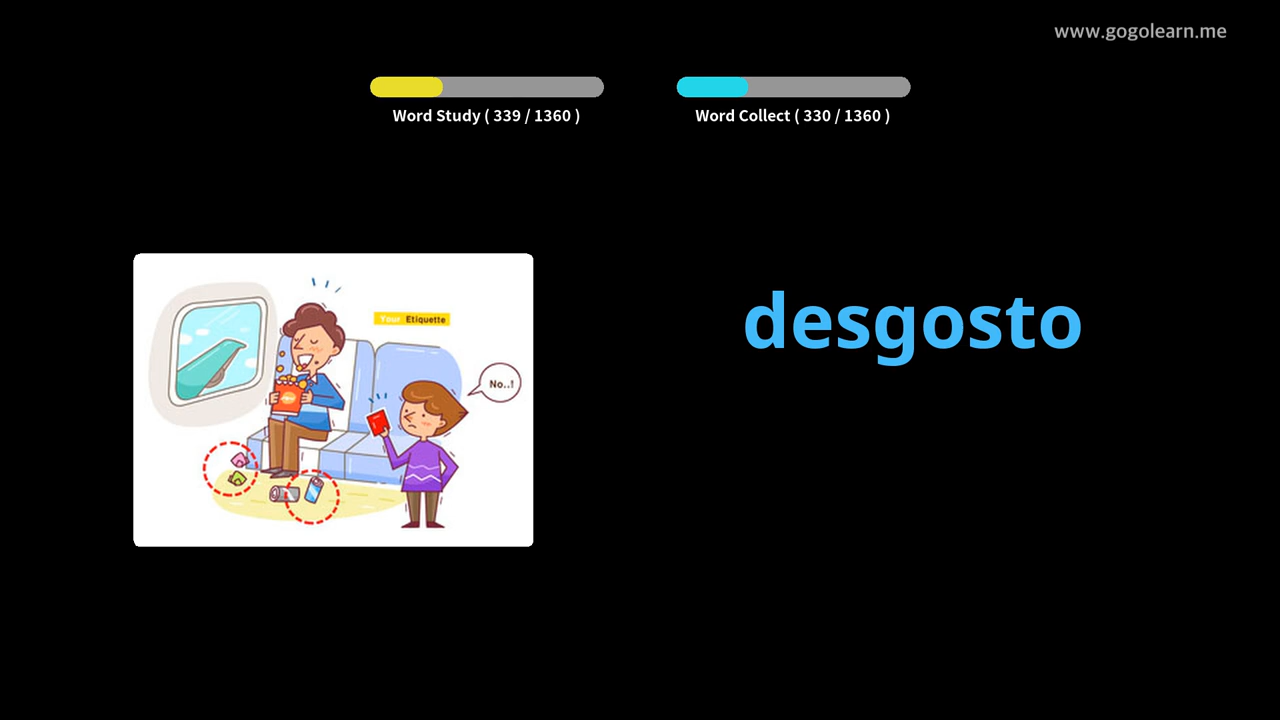 www.gogolearn.me
Word Study ( 339 / 1360 )
Word Collect ( 330 / 1360 )
Your Etiquette
No..!
desgosto